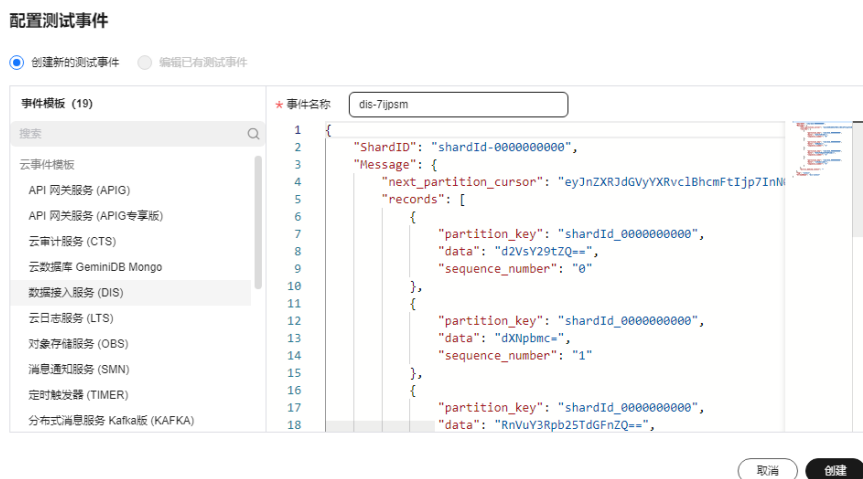 配置测试事件
创建新的测试事件 编辑已有测试事件
事件模板 (19)
搜索
云事件模板
API 网关服务 (APIG)
API 网关服务 (APIG专享版)
云审计服务 (CTS)
云数据库 GeminiDB Mongo
数据接入服务 (DIS)
云日志服务 (LTS)
对象存储服务 (OBS)
消息通知服务 (SMN)
定时触发器 (TIMER)
分布式消息服务 Kafka版 (KAFKA)
* 事件名称 dis-7ijpsm
1 {
2 "ShardID": "shardId-0000000000",
3 "Message": {
4 "next_partition_cursor": "eyJnZXRJdGVyYXRvclBhcmFtIjp7InN
5 "records": [
6 {
7 "partition_key": "shardId_0000000000",
8 "data": "d2VsY29tZQ==",
9 "sequence_number": "0"
10 },
11 {
12 "partition_key": "shardId_0000000000",
13 "data": "dXNpbmc=",
14 "sequence_number": "1"
15 },
16 {
17 "partition_key": "shardId_0000000000",
18 "data": "RnVuY3Rpb25TdGFnZQ==",
取消 创建